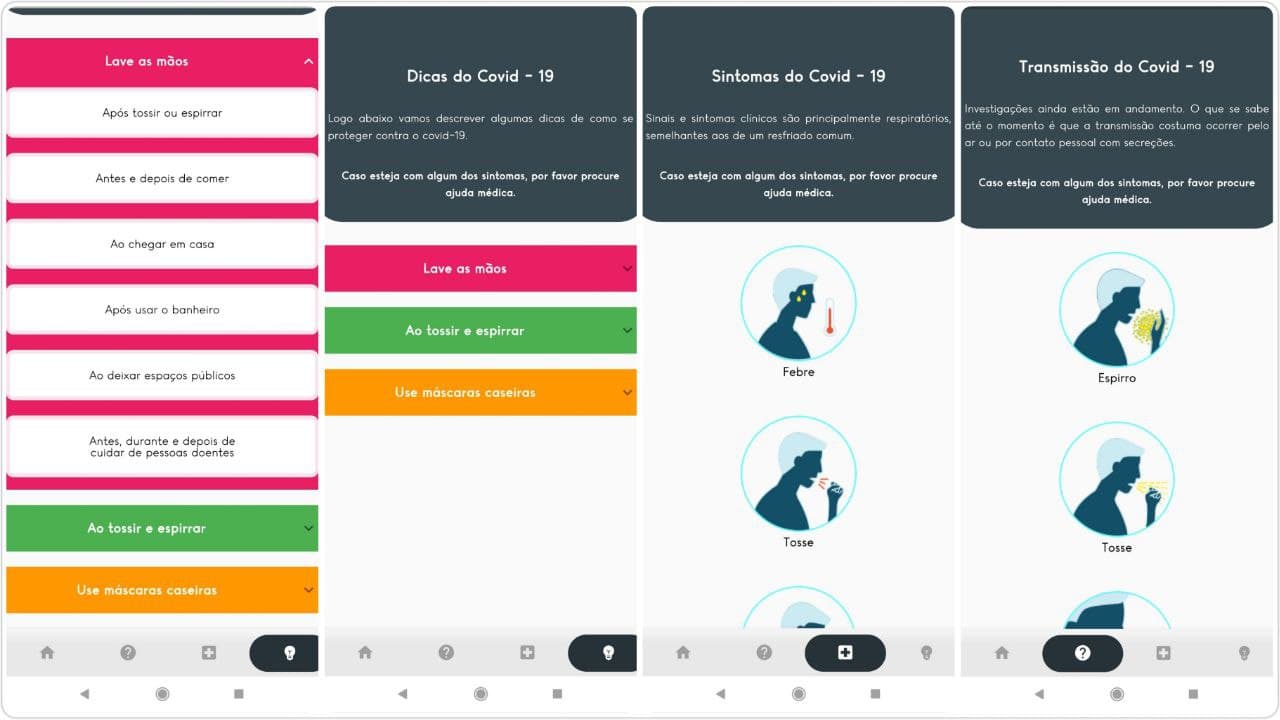 Lave as mãos
Após tossir ou espirrar
Antes e depois de comer
Ao chegar em casa
Após usar o banheiro
Ao deixar espaços públicos
Antes, durante e depois de
cuidar de pessoas doentes
Ao tossir e espirrar
Use máscaras caseiras
Dicas do Covid - 19
Logo abaixo vamos descrever algumas dicas de como se
proteger contra o covid-19.
Caso esteja com algum dos sintomas, por favor procure
ajuda médica.
Lave as mãos
Ao tossir e espirrar
Use máscaras caseiras
Sintomas do Covid - 19
Sinais e sintomas clínicos são principalmente respiratórios,
semelhantes aos de um resfriado comum.
Caso esteja com algum dos sintomas, por favor procure
ajuda médica.
Febre
Tosse
Transmissão do Covid - 19
Investigações ainda estão em andamento. O que se sabe
até o momento é que a transmissão costuma ocorrer pelo
ar ou por contato pessoal com secreções.
Caso esteja com algum dos sintomas, por favor procure
ajuda médica.
Espirro
Tosse